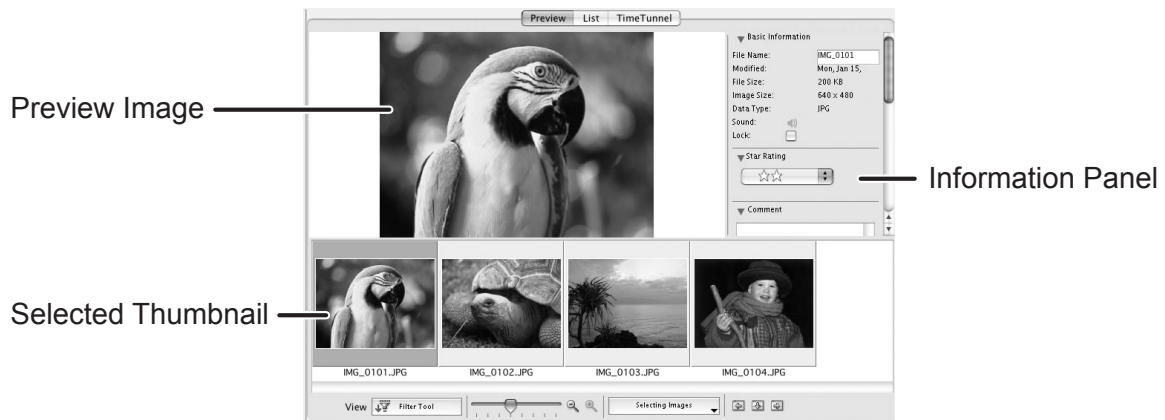 Preview List TimeTunnel
Basic Information
File Name: IMG_0101
Modified: Mon, Jan 15,
File Size: 200 KB
Image Size: 640 x 480
Data Type: JPG
Sound:
Lock:
Star Rating
Comment
Preview Image
Information Panel
Selected Thumbnail
IMG_0101.JPG IMG_0102.JPG IMG_0103.JPG IMG_0104.JPG
View Filter Tool Selecting Images